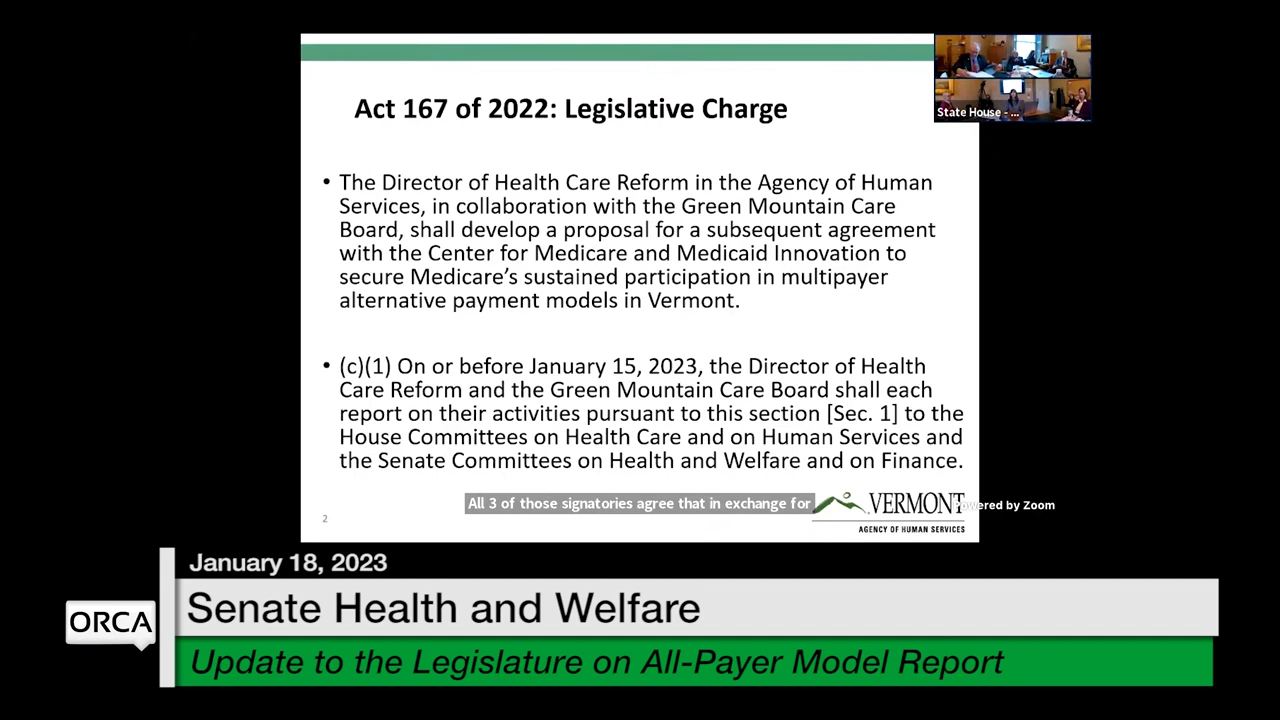 Act 167 of 2022: Legislative Charge
State House - ...
• The Director of Health Care Reform in the Agency of Human
Services, in collaboration with the Green Mountain Care
Board, shall develop a proposal for a subsequent agreement
with the Center for Medicare and Medicaid Innovation to
secure Medicare’s sustained participation in multipayer
alternative payment models in Vermont.
• (c)(1) On or before January 15, 2023, the Director of Health
Care Reform and the Green Mountain Care Board shall each
report on their activities pursuant to this section [Sec. 1] to the
House Committees on Health Care and on Human Services and
the Senate Committees on Health and Welfare and on Finance.
All 3 of those signatories agree that in exchange for
VERMONT
AGENCY OF HUMAN SERVICES
Powered by Zoom
2
January 18, 2023
ORCA
Senate Health and Welfare
Update to the Legislature on All-Payer Model Report